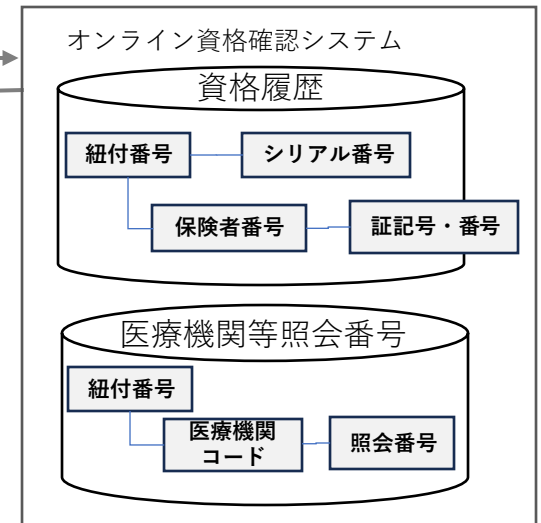 オンライン資格確認システム
資格履歴
紐付番号
シリアル番号
保険者番号
証記号・番号
医療機関等照会番号
紐付番号
医療機関
コード
照会番号